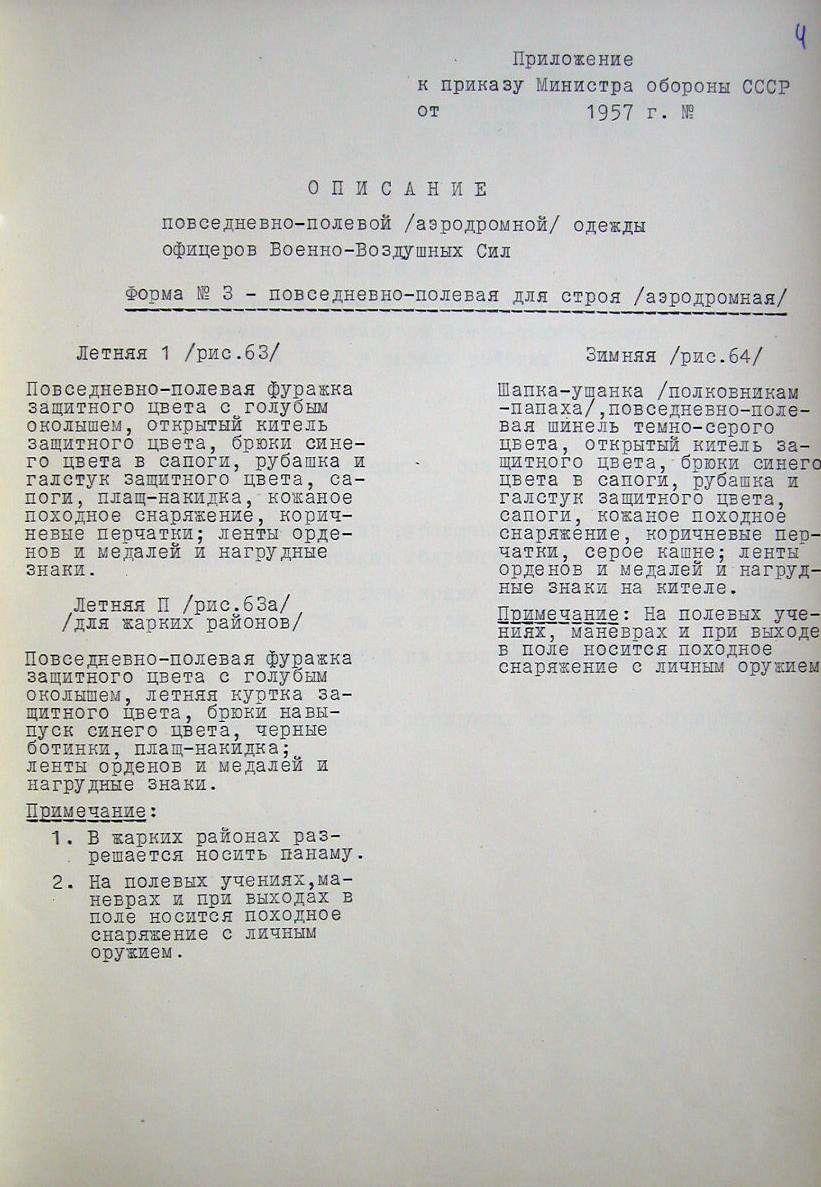 4
Приложение
к приказу Министра обороны СССР
от 1957 г. №
О П И С А Н И Е
повседневно-полевой /аэродромной/ одежды
офицеров Военно-Воздушных Сил
Форма № 3 - повседневно-полевая для строя /аэродромная/
Летняя 1 /рис.63/
Повседневно-полевая фуражка
защитного цвета с голубым
околышем, открытый китель
защитного цвета, брюки сине-
го цвета в сапоги, рубашка и
галстук защитного цвета, са-
поги, плащ-накидка, кожаное
походное снаряжение, корич-
невые перчатки; ленты орде-
нов и медалей и нагрудные
знаки.
Летняя П /рис.63а/
/для жарких районов/
Повседневно-полевая фуражка
защитного цвета с голубым
околышем, летняя куртка за-
щитного цвета, брюки навы-
пуск синего цвета, черные
ботинки, плащ-накидка;
ленты орденов и медалей и
нагрудные знаки.
Примечание:
1. В жарких районах раз-
решается носить панаму.
2. На полевых учениях,ма-
неврах и при выходах в
поле носится походное
снаряжение с личным
оружием.
Зимняя /рис.64/
Шапка-ушанка /полковникам
-папаха/,повседневно-поле-
вая шинель темно-серого
цвета, открытый китель за-
щитного цвета, брюки синего
цвета в сапоги, рубашка и
галстук защитного цвета,
сапоги, кожаное походное
снаряжение, коричневые пер-
чатки, серое кашне; ленты
орденов и медалей и нагруд-
ные знаки на кителе.
Примечание: На полевых уче-
ниях, маневрах и при выходе
в поле носится походное
снаряжение с личным оружием